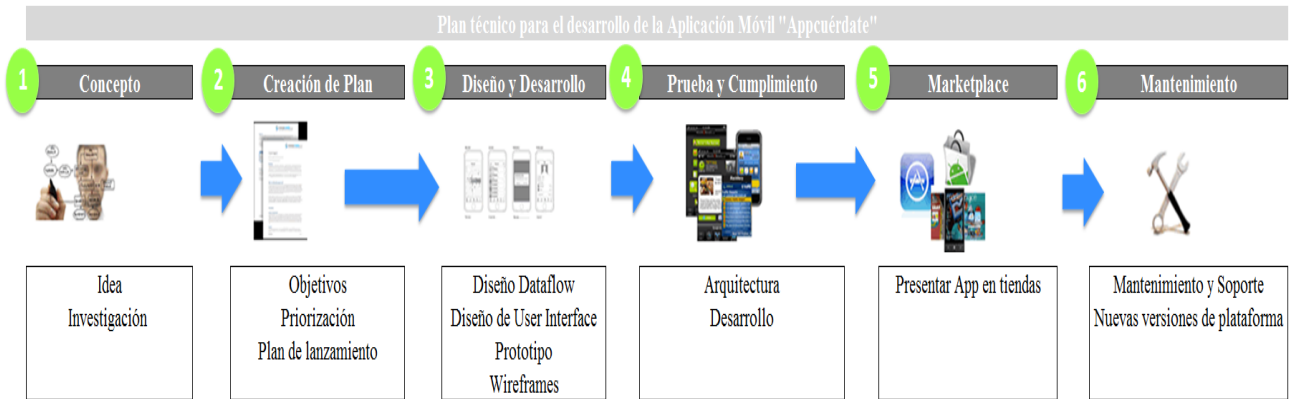 Plan técnico para el desarrollo de la Aplicación Móvil "Appcuérdate"
1
Concepto
2
Creación de Plan
3
Diseño y Desarrollo
4
Prueba y Cumplimiento
5
Marketplace
6
Mantenimiento
Idea
Investigación
Objetivos
Priorización
Plan de lanzamiento
Diseño Dataflow
Diseño de User Interface
Prototipo
Wireframes
Arquitectura
Desarrollo
Presentar App en tiendas
Mantenimiento y Soporte
Nuevas versiones de plataforma